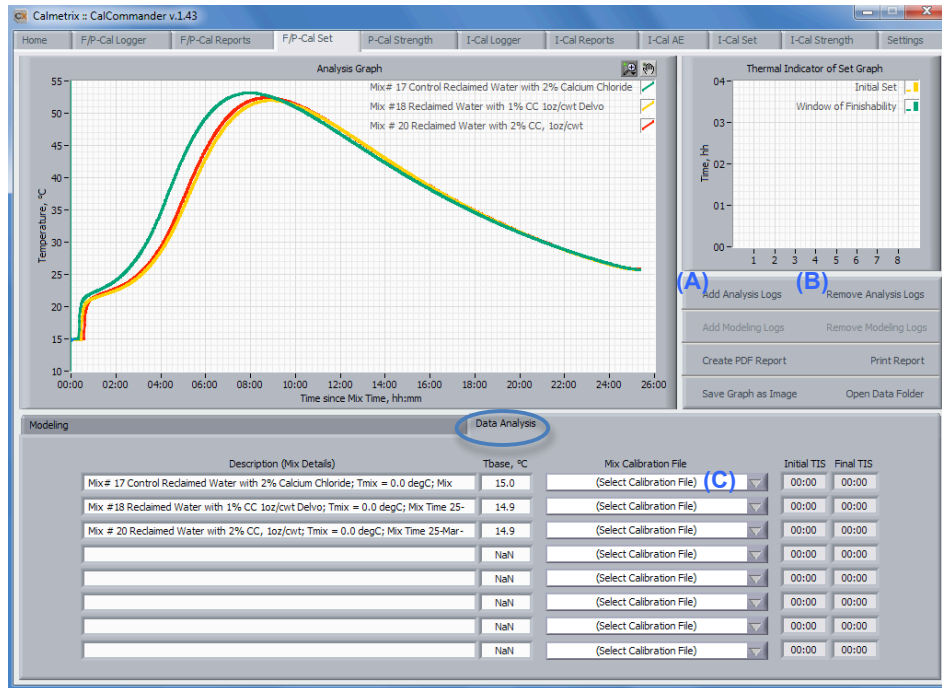 Calmetrix :: CalCommander v.1.43
Home F/P-Cal Logger F/P-Cal Reports F/P-Cal Set P-Cal Strength I-Cal Logger I-Cal Reports I-Cal AE I-Cal Set I-Cal Strength Settings
Analysis Graph
Mix# 17 Control Reclaimed Water with 2% Calcium Chloride
Mix #18 Reclaimed Water with 1% CC 1oz/cwt Delvo
Mix # 20 Reclaimed Water with 2% CC, 1oz/cwt
Temperature, ºC
55
50
45
40
35
30
25
20
15
10
00:00 02:00 04:00 06:00 08:00 10:00 12:00 14:00 16:00 18:00 20:00 22:00 24:00 26:00
Time since Mix Time, hh:mm
Thermal Indicator of Set Graph
Initial Set
Window of Finishability
Time, hh
04
03
02
01
00
1 2 3 4 5 6 7 8
(A) Add Analysis Logs (B) Remove Analysis Logs
Add Modeling Logs Remove Modeling Logs
Create PDF Report Print Report
Save Graph as Image Open Data Folder
Modeling Data Analysis
Description (Mix Details) Tbase, ºC Mix Calibration File Initial TIS Final TIS
Mix# 17 Control Reclaimed Water with 2% Calcium Chloride; Tmix = 0.0 degC; Mix 15.0 (Select Calibration File) (C) 00:00 00:00
Mix #18 Reclaimed Water with 1% CC 1oz/cwt Delvo; Tmix = 0.0 degC; Mix Time 25- 14.9 (Select Calibration File) 00:00 00:00
Mix # 20 Reclaimed Water with 2% CC, 1oz/cwt; Tmix = 0.0 degC; Mix Time 25-Mar- 14.9 (Select Calibration File) 00:00 00:00
NaN (Select Calibration File) 00:00 00:00
NaN (Select Calibration File) 00:00 00:00
NaN (Select Calibration File) 00:00 00:00
NaN (Select Calibration File) 00:00 00:00
NaN (Select Calibration File) 00:00 00:00